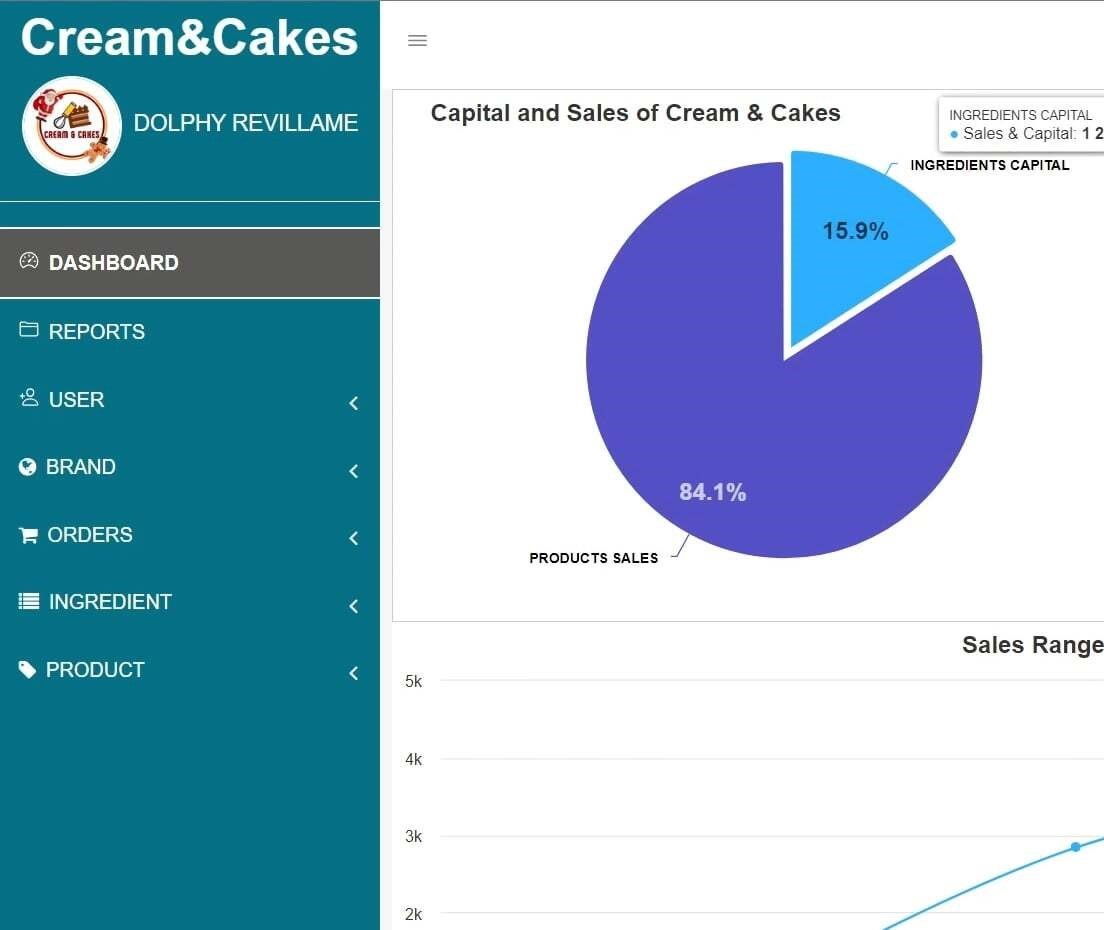 Cream&Cakes
CREAM & CAKES
DOLPHY REVILLAME
DASHBOARD
REPORTS
USER
BRAND
ORDERS
INGREDIENT
PRODUCT
Capital and Sales of Cream & Cakes
INGREDIENTS CAPITAL
Sales & Capital: 1 2
INGREDIENTS CAPITAL
15.9%
84.1%
PRODUCTS SALES
Sales Range
5k
4k
3k
2k